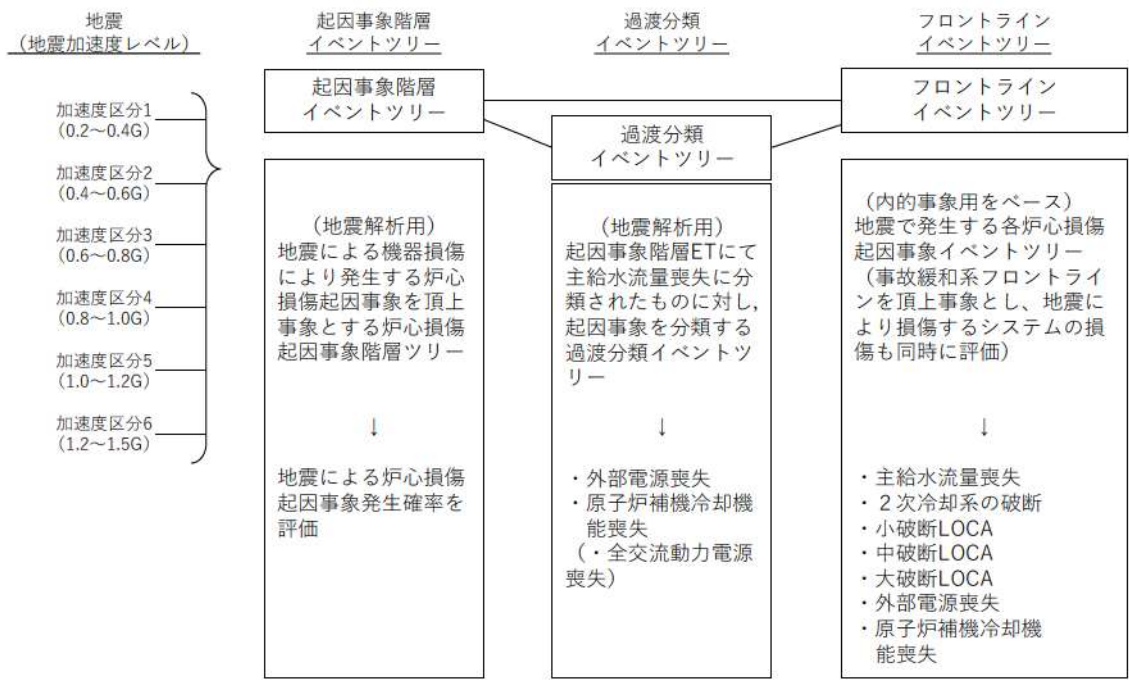 地震
（地震加速度レベル）
起因事象階層
イベントツリー
過渡分類
イベントツリー
フロントライン
イベントツリー
加速度区分1
(0.2～0.4G)
加速度区分2
(0.4～0.6G)
加速度区分3
(0.6～0.8G)
加速度区分4
(0.8～1.0G)
加速度区分5
(1.0～1.2G)
加速度区分6
(1.2～1.5G)
起因事象階層
イベントツリー
（地震解析用）
地震による機器損傷
により発生する炉心
損傷起因事象を頂上
事象とする炉心損傷
起因事象階層ツリー
↓
地震による炉心損傷
起因事象発生確率を
評価
過渡分類
イベントツリー
（地震解析用）
起因事象階層ETにて
主給水流量喪失に分
類されたものに対し,
起因事象を分類する
過渡分類イベントツ
リー
↓
・外部電源喪失
・原子炉補機冷却機
能喪失
（・全交流動力電源
喪失）
フロントライン
イベントツリー
（内的事象用をベース）
地震で発生する各炉心損傷
起因事象イベントツリー
（事故緩和系フロントライ
ンを頂上事象とし、地震に
より損傷するシステムの損
傷も同時に評価）
↓
・主給水流量喪失
・２次冷却系の破断
・小破断LOCA
・中破断LOCA
・大破断LOCA
・外部電源喪失
・原子炉補機冷却機
能喪失